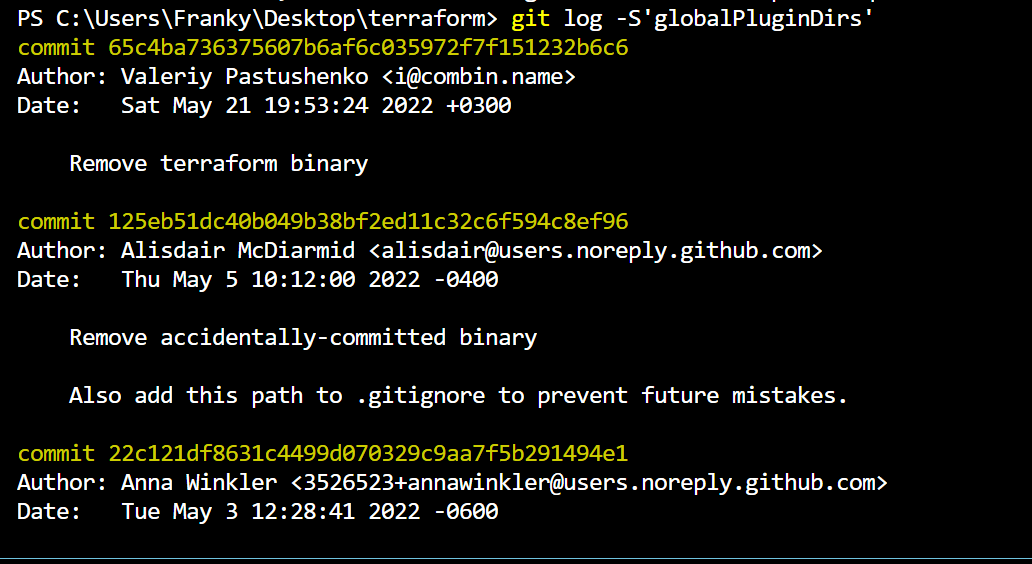 PS C:\Users\Franky\Desktop\terraform> git log -S'globalPluginDirs'
commit 65c4ba736375607b6af6c035972f7f151232b6c6
Author: Valeriy Pastushenko <i@combin.name>
Date:   Sat May 21 19:53:24 2022 +0300
Remove terraform binary
commit 125eb51dc40b049b38bf2ed11c32c6f594c8ef96
Author: Alisdair McDiarmid <alisdair@users.noreply.github.com>
Date:   Thu May 5 10:12:00 2022 -0400
Remove accidentally-committed binary
Also add this path to .gitignore to prevent future mistakes.
commit 22c121df8631c4499d070329c9aa7f5b291494e1
Author: Anna Winkler <3526523+annawinkler@users.noreply.github.com>
Date:   Tue May 3 12:28:41 2022 -0600